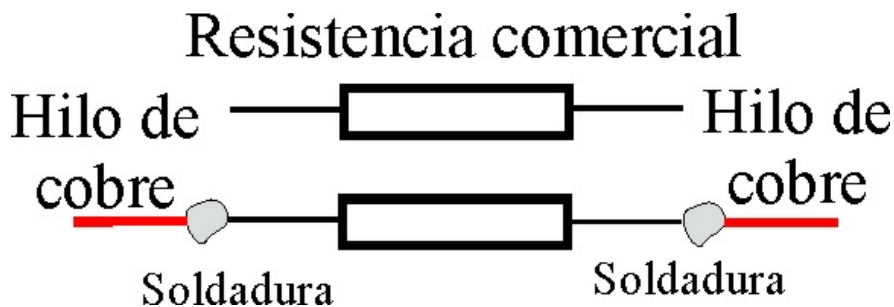 Resistencia comercial
Hilo de
cobre
Hilo de
cobre
Soldadura
Soldadura